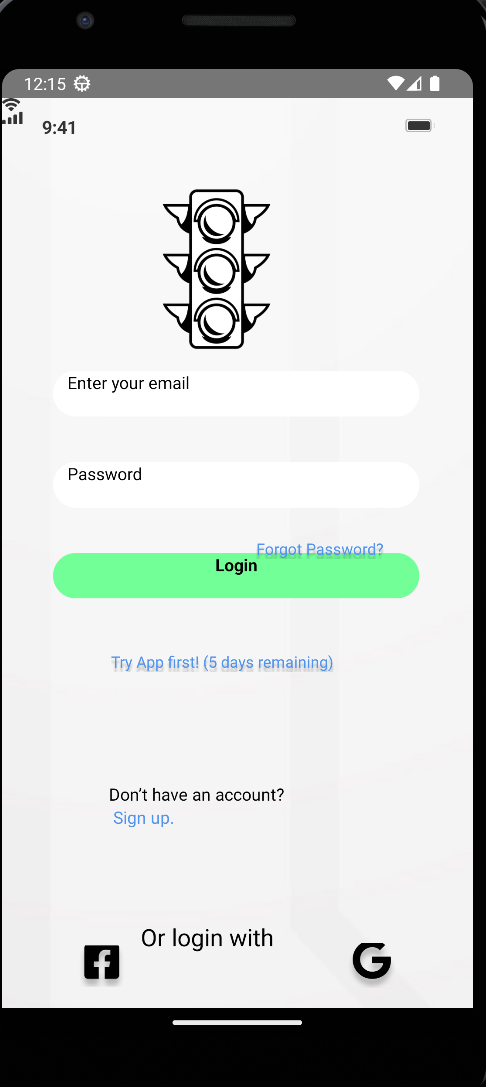 12:15
9:41
Enter your email
Password
Forgot Password?
Login
Try App first! (5 days remaining)
Don't have an account?
Sign up.
Or login with